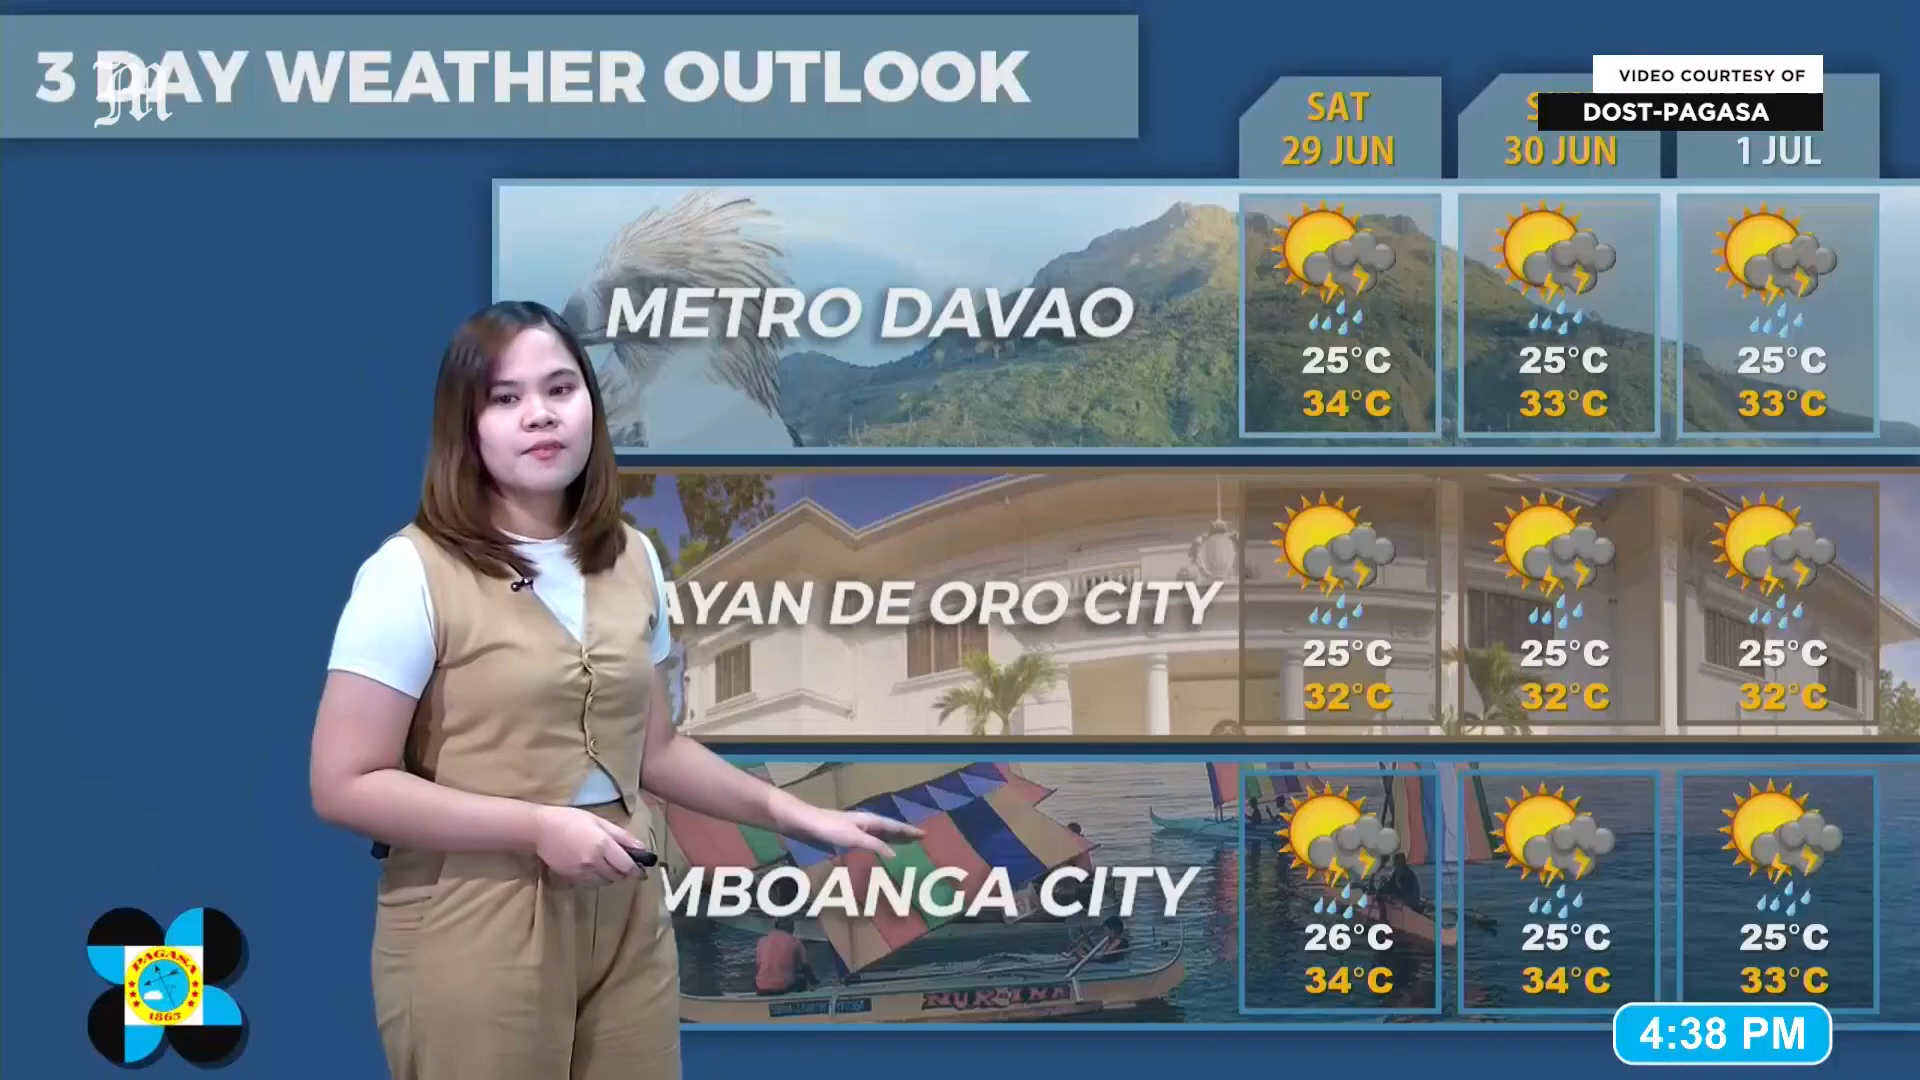 3 DAY WEATHER OUTLOOK
VIDEO COURTESY OF
DOST-PAGASA
SAT
29 JUN
30 JUN
1 JUL
METRO DAVAO
25°C
34°C
25°C
33°C
25°C
33°C
AYAN DE ORO CITY
25°C
32°C
25°C
32°C
25°C
32°C
MBOANGA CITY
26°C
34°C
25°C
34°C
25°C
33°C
PAGASA
1865
4:38 PM